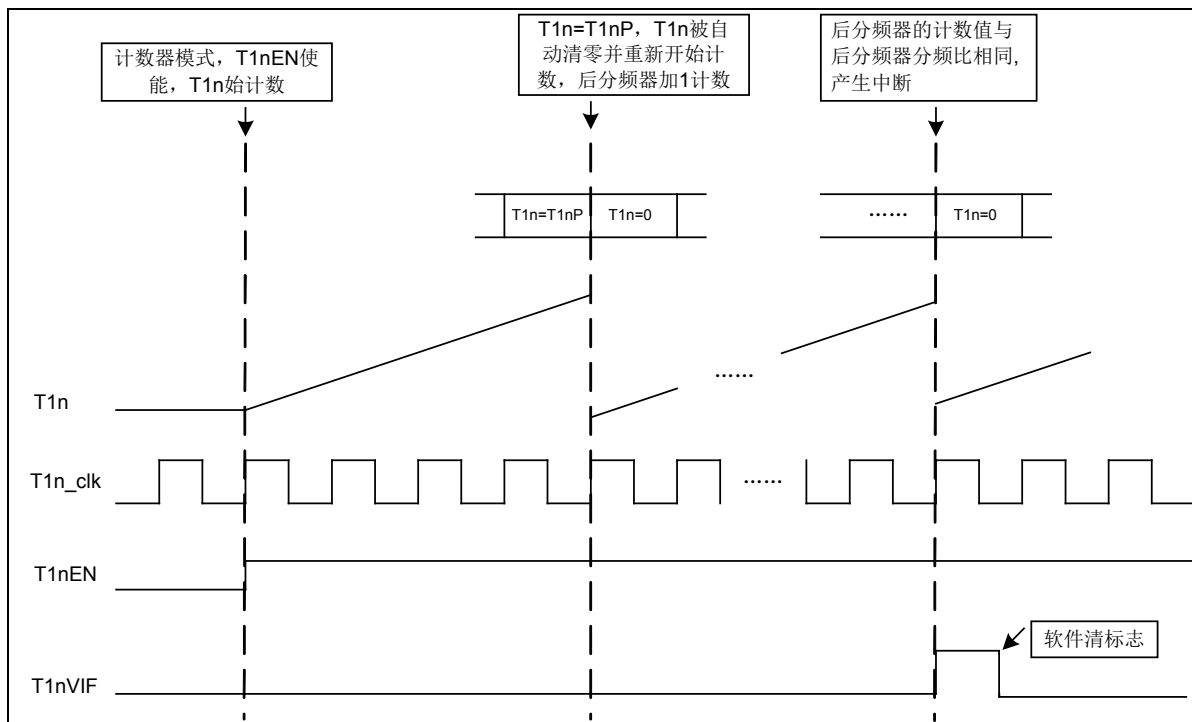 计数器模式，T1nEN使
能，T1n始计数
T1n=T1nP，T1n被自
动清零并重新开始计
数，后分频器加1计数
后分频器的计数值与
后分频器分频比相同,
产生中断
T1n=T1nP
T1n=0
……
T1n=0
……
T1n
T1n_clk
……
T1nEN
软件清标志
T1nVIF